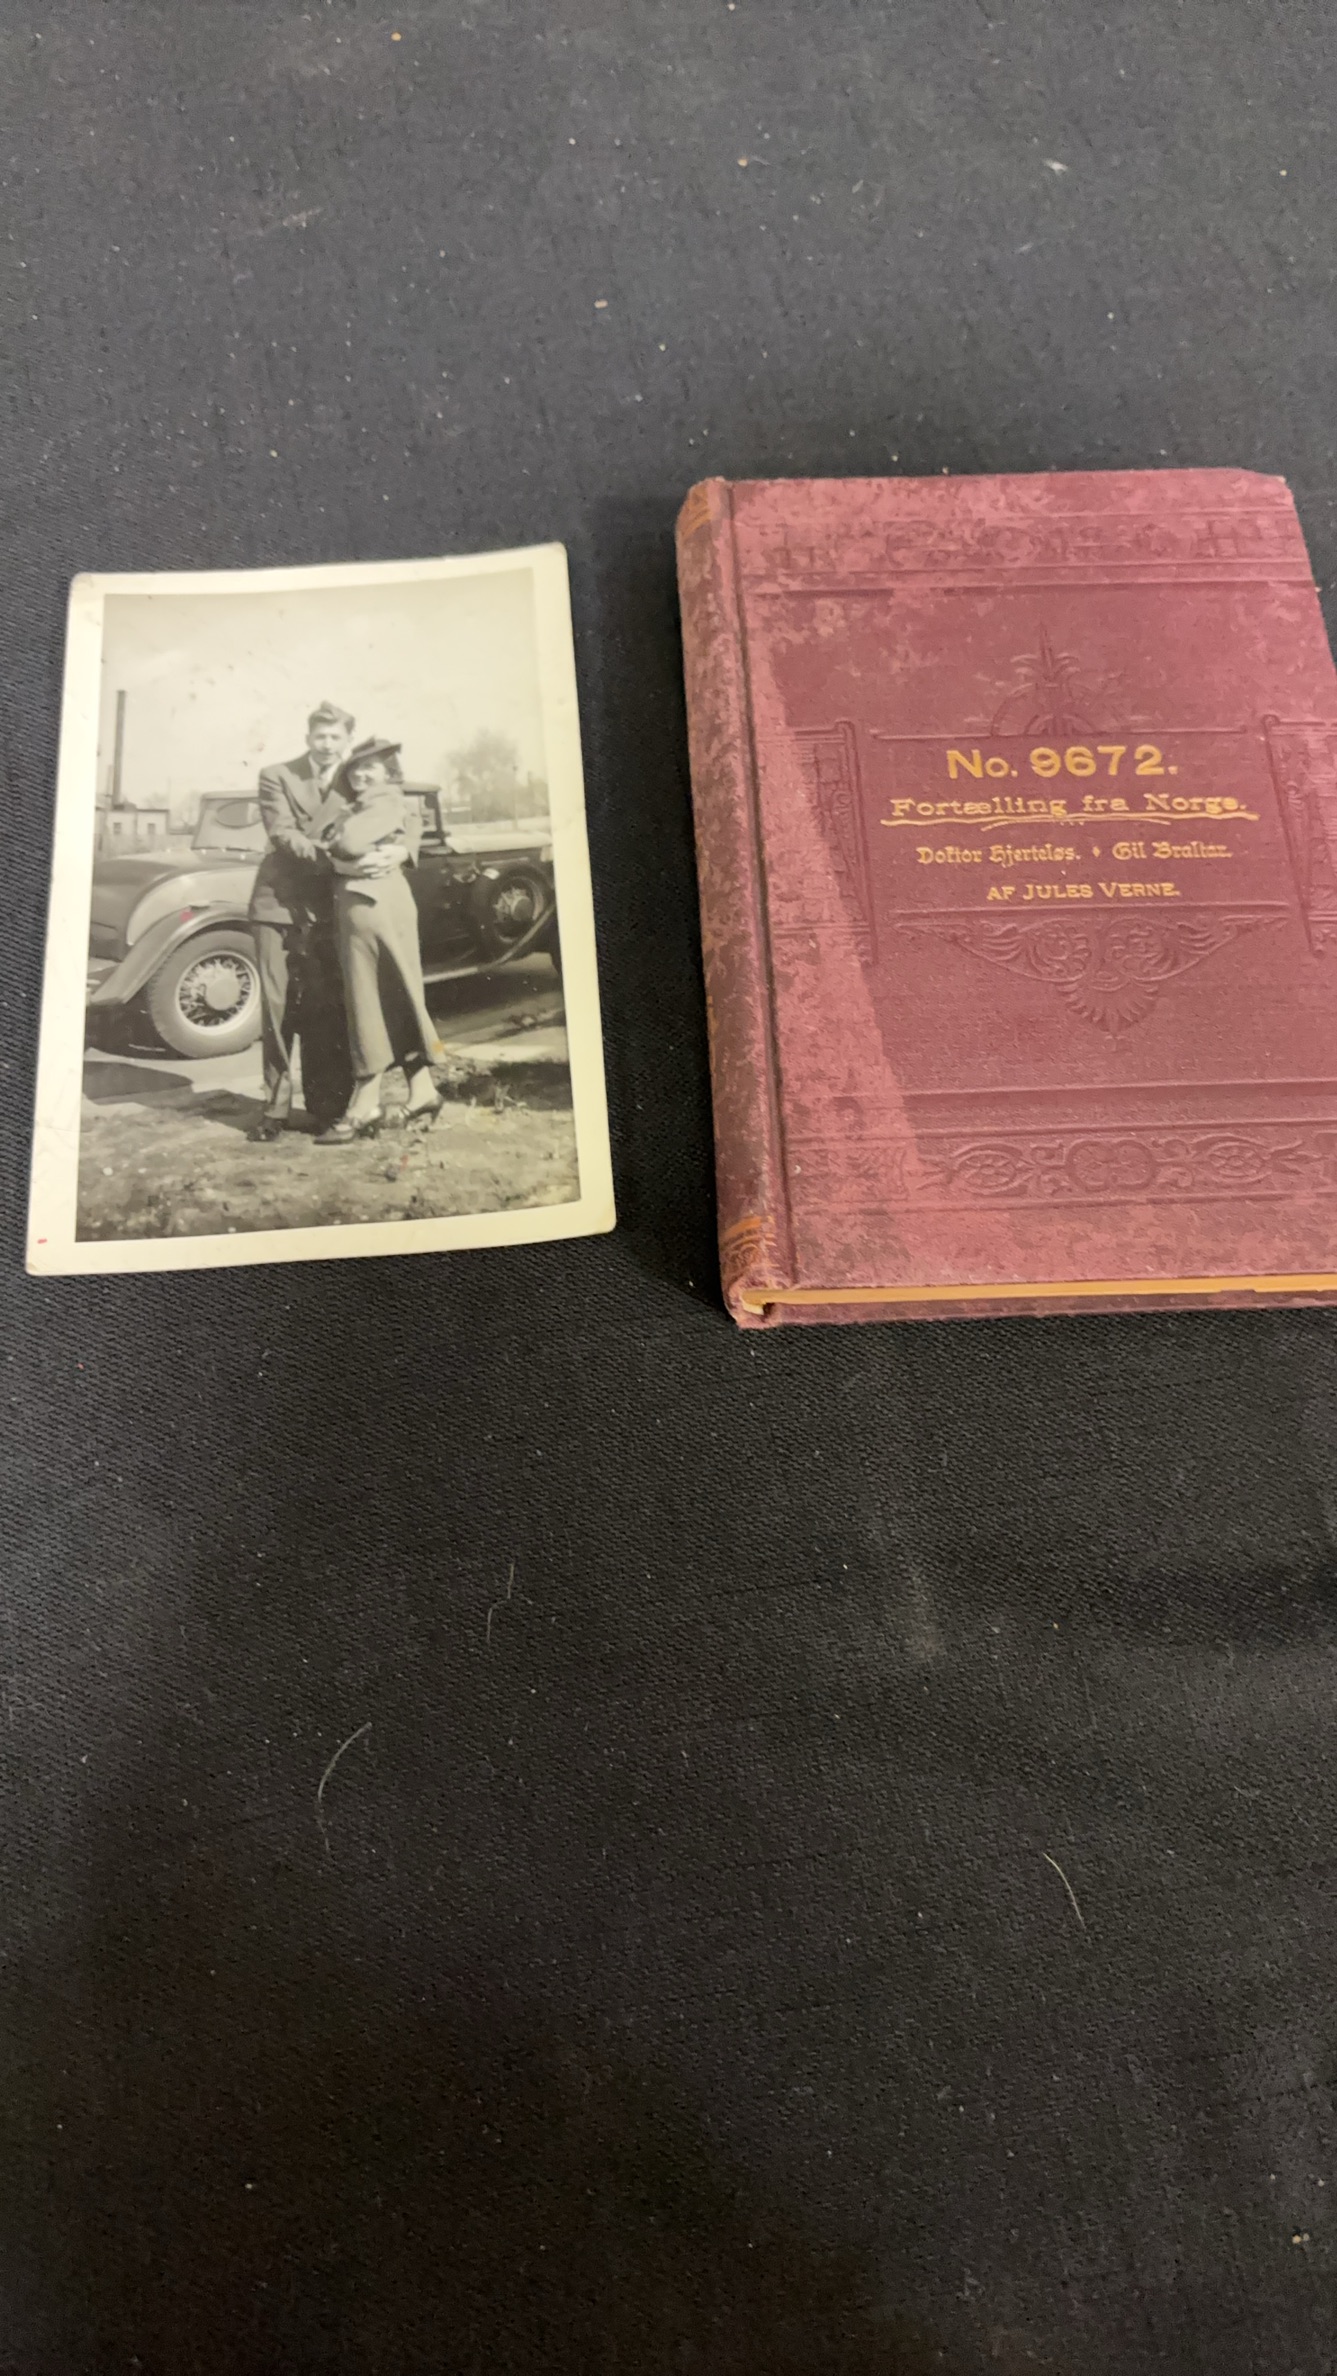 No. 9672.
Fortælling fra Norge.
Doktor Hjerteløs. • Gil Braltar.
AF JULES VERNE.